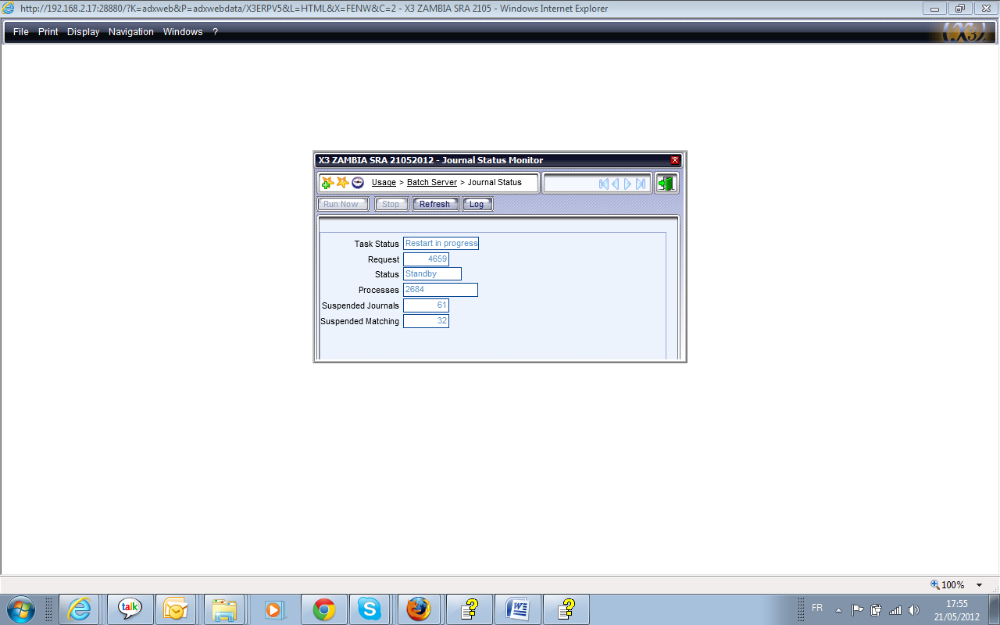 http://192.168.2.17:28880/?K=adxweb&P=adxwebdata/X3ERPV5&L=HTML&X=FENW&C=2 - X3 ZAMBIA SRA 2105 - Windows Internet Explorer
File Print Display Navigation Windows ?
X3
X3 ZAMBIA SRA 21052012 - Journal Status Monitor
Usage > Batch Server > Journal Status
Run Now Stop Refresh Log
Task Status Restart in progress
Request 4659
Status Standby
Processes 2684
Suspended Journals 61
Suspended Matching 32
100%
talk
FR
17:55
21/05/2012